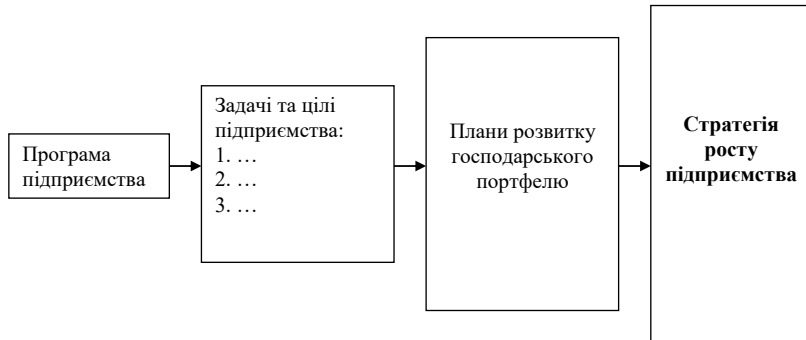 Програма
підприємства
Задачі та цілі
підприємства:
1. …
2. …
3. …
Плани розвитку
господарського
портфелю
Стратегія
росту
підприємства